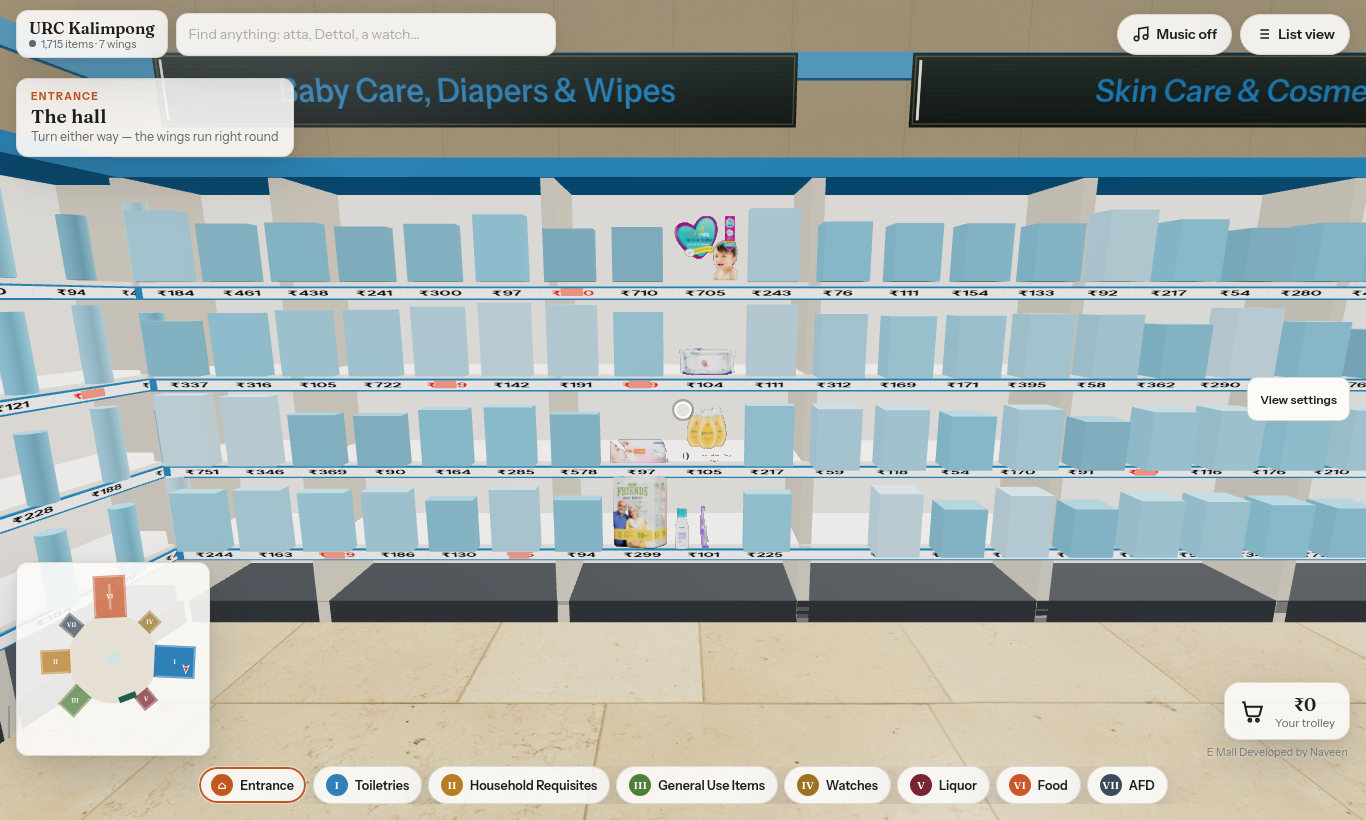 URC Kalimpong
1,715 items · 7 wings
Find anything: atta, Dettol, a watch...
Music off
List view
Baby Care, Diapers & Wipes
Skin Care & Cosme
ENTRANCE
The hall
Turn either way — the wings run right round
₹94 ₹184 ₹461 ₹438 ₹241 ₹300 ₹97 ₹710 ₹705 ₹243 ₹76 ₹111 ₹154 ₹133 ₹92 ₹217 ₹54 ₹280
₹121 ₹337 ₹316 ₹105 ₹722 ₹142 ₹191 ₹104 ₹111 ₹312 ₹169 ₹171 ₹395 ₹58 ₹362 ₹290
View settings
₹188 ₹751 ₹346 ₹369 ₹90 ₹164 ₹285 ₹578 ₹97 ₹105 ₹217 ₹59 ₹118 ₹54 ₹170 ₹91 ₹116 ₹176 ₹210
₹228
FRIENDS
₹244 ₹163 ₹186 ₹130 ₹94 ₹299 ₹101 ₹225
VI
VII
IV
II
I
III
V
₹0
Your trolley
E Mall Developed by Naveen
Entrance
I Toiletries
II Household Requisites
III General Use Items
IV Watches
V Liquor
VI Food
VII AFD